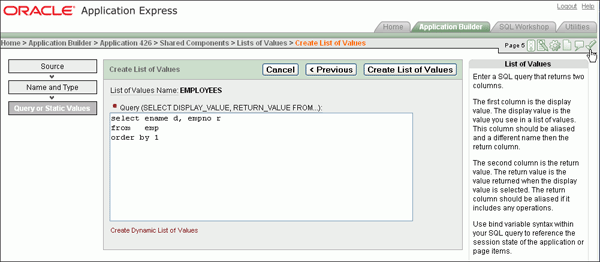 ORACLE Application Express
Logout Help
Home Application Builder SQL Workshop Utilities
Home > Application Builder > Application 426 > Shared Components > Lists of Values > Create List of Values
Page 5
Source
Name and Type
Query or Static Values
Create List of Values
Cancel < Previous Create List of Values
List of Values Name: EMPLOYEES
Query (SELECT DISPLAY_VALUE, RETURN_VALUE FROM...):
select ename d, empno r
from emp
order by 1
Create Dynamic List of Values
List of Values
Enter a SQL query that returns two
columns.
The first column is the display
value. The display value is the
value you see in a list of values.
This column should be aliased
and a different name then the
return column.
The second column is the return
value. The return value is the
value returned when the display
value is selected. The return
column should be aliased if it
includes any operations.
Use bind variable syntax within
your SQL query to reference the
session state of the application or
page items.